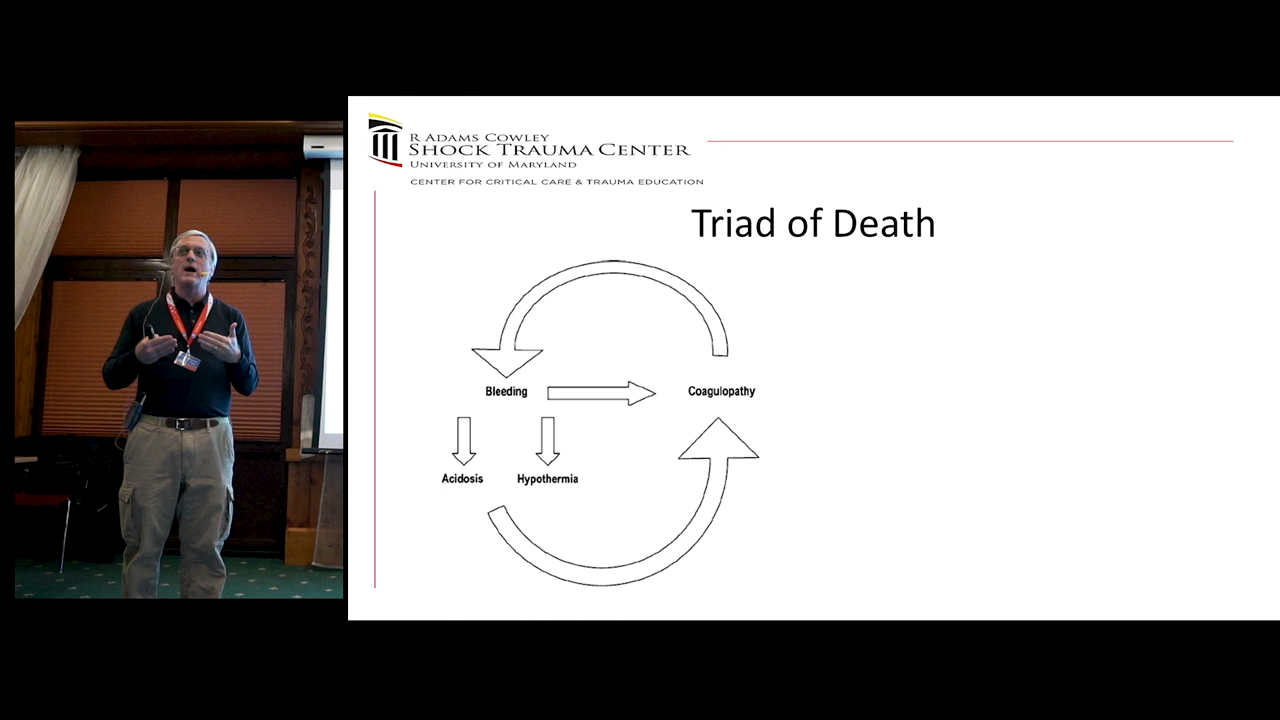 R ADAMS COWLEY
SHOCK TRAUMA CENTER
UNIVERSITY OF MARYLAND
CENTER FOR CRITICAL CARE & TRAUMA EDUCATION
Triad of Death
Bleeding
Coagulopathy
Acidosis
Hypothermia